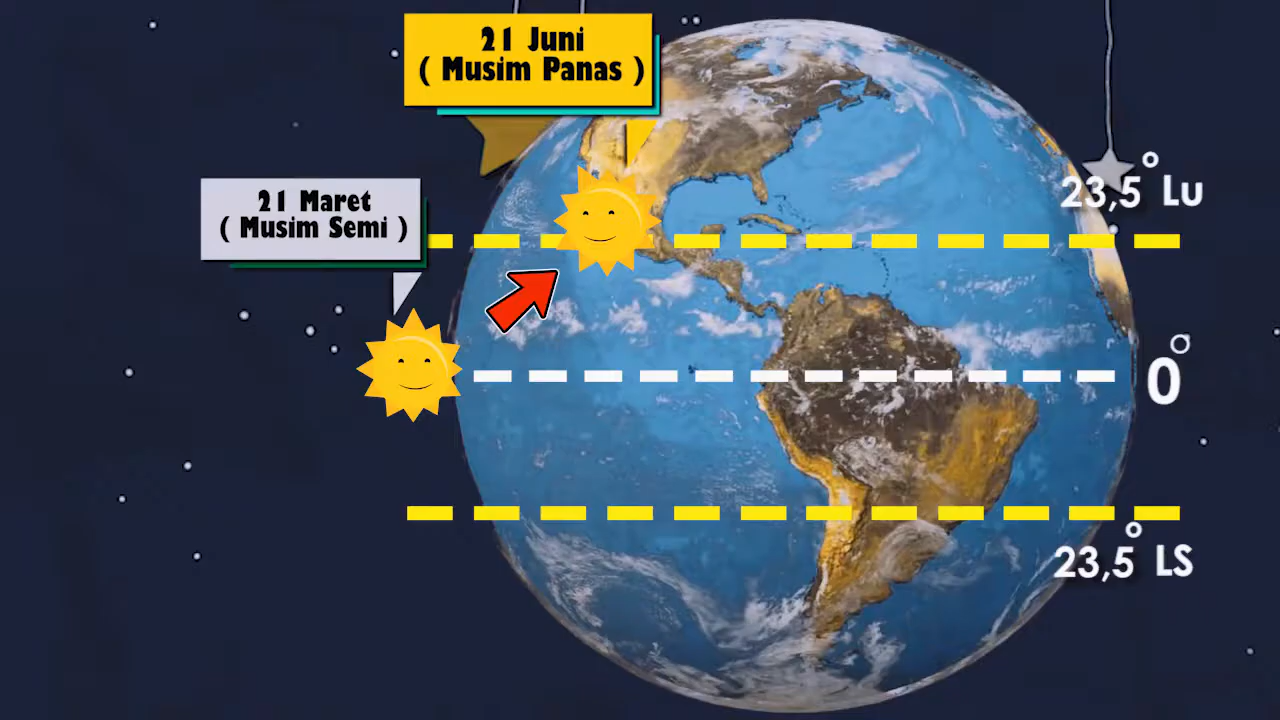 21 Juni
( Musim Panas )
21 Maret
( Musim Semi )
23,5° Lu
0°
23,5° LS